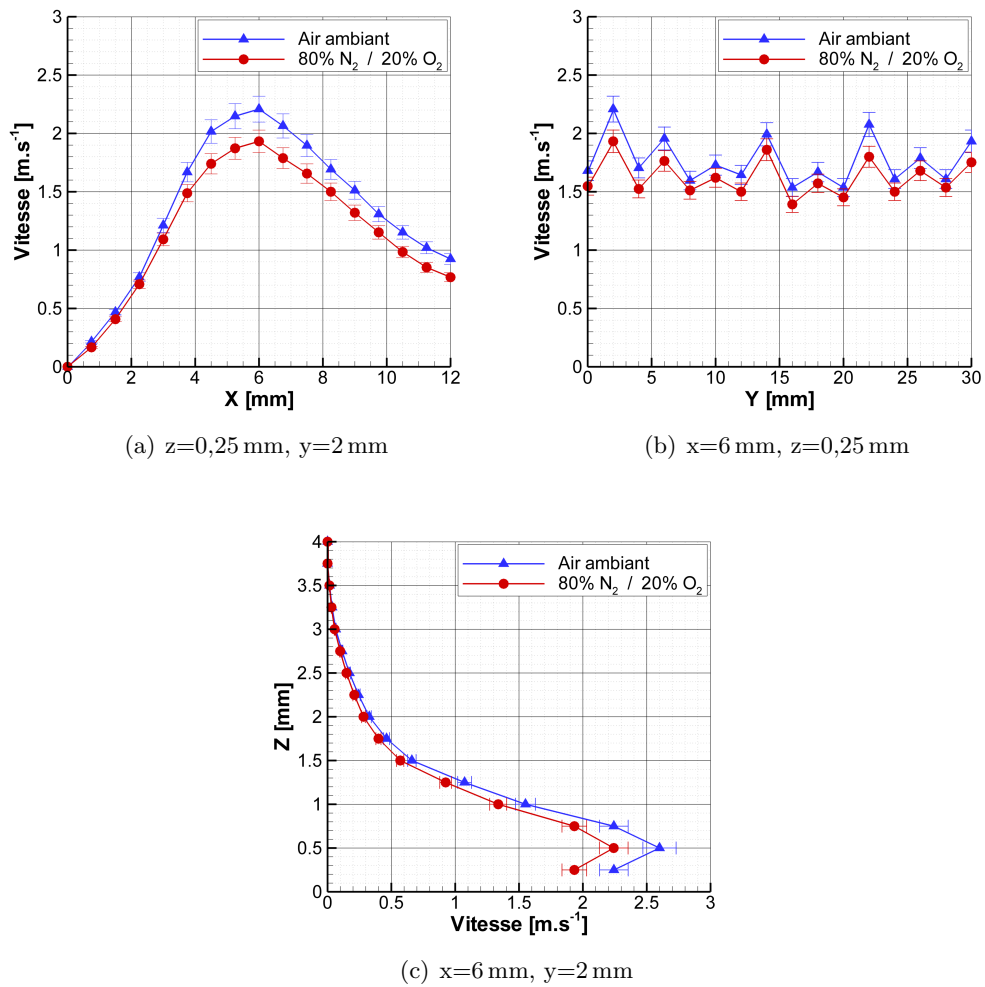 Air ambiant
80% N2 / 20% O2
Vitesse [m.s-1]
3
2.5
2
1.5
1
0.5
0
0 2 4 6 8 10 12
X [mm]
(a) z=0,25 mm, y=2 mm
Air ambiant
80% N2 / 20% O2
Vitesse [m.s-1]
3
2.5
2
1.5
1
0.5
0
0 5 10 15 20 25 30
Y [mm]
(b) x=6 mm, z=0,25 mm
Air ambiant
80% N2 / 20% O2
Z [mm]
4
3.5
3
2.5
2
1.5
1
0.5
0
0 0.5 1 1.5 2 2.5 3
Vitesse [m.s-1]
(c) x=6 mm, y=2 mm